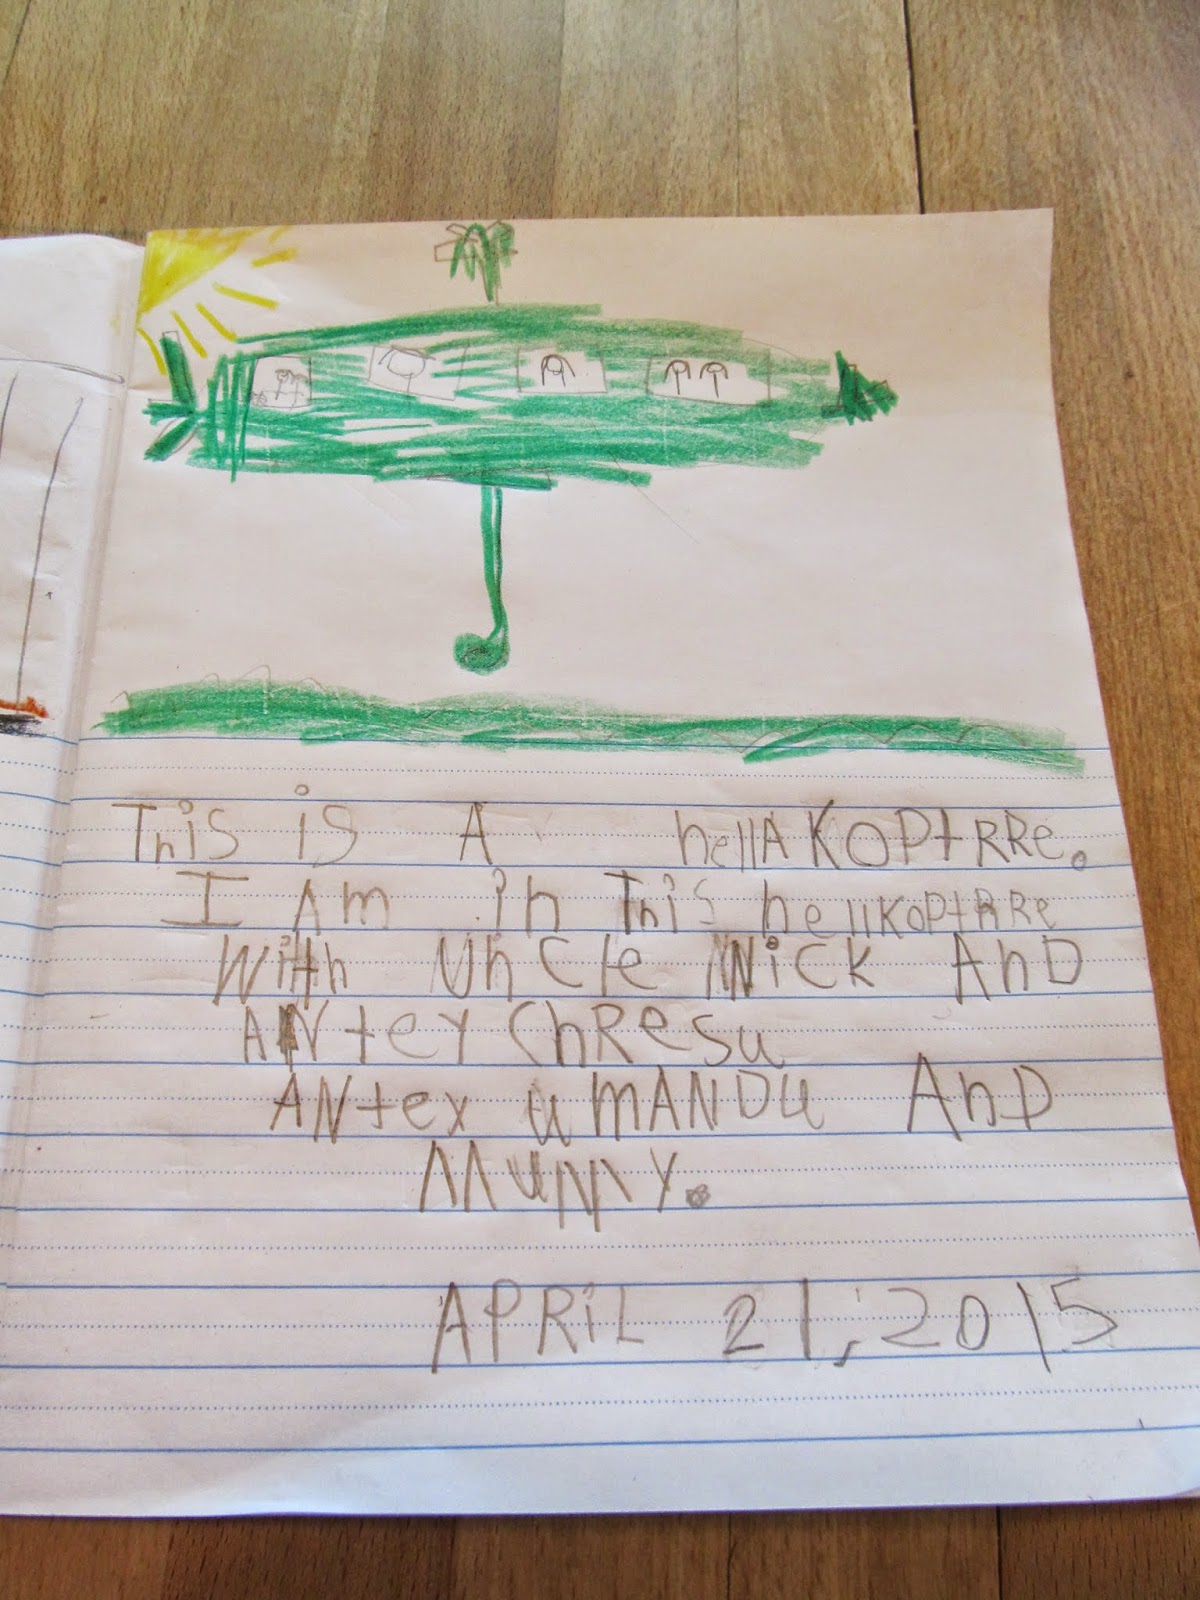 This is A hellAKOPtRRe.
I Am in This hellKOPtRRe
With UnCle NiCK AnD
ANteY ChResu
ANtex uMANDU AnD
MuNNY.
APRiL 21, 2015